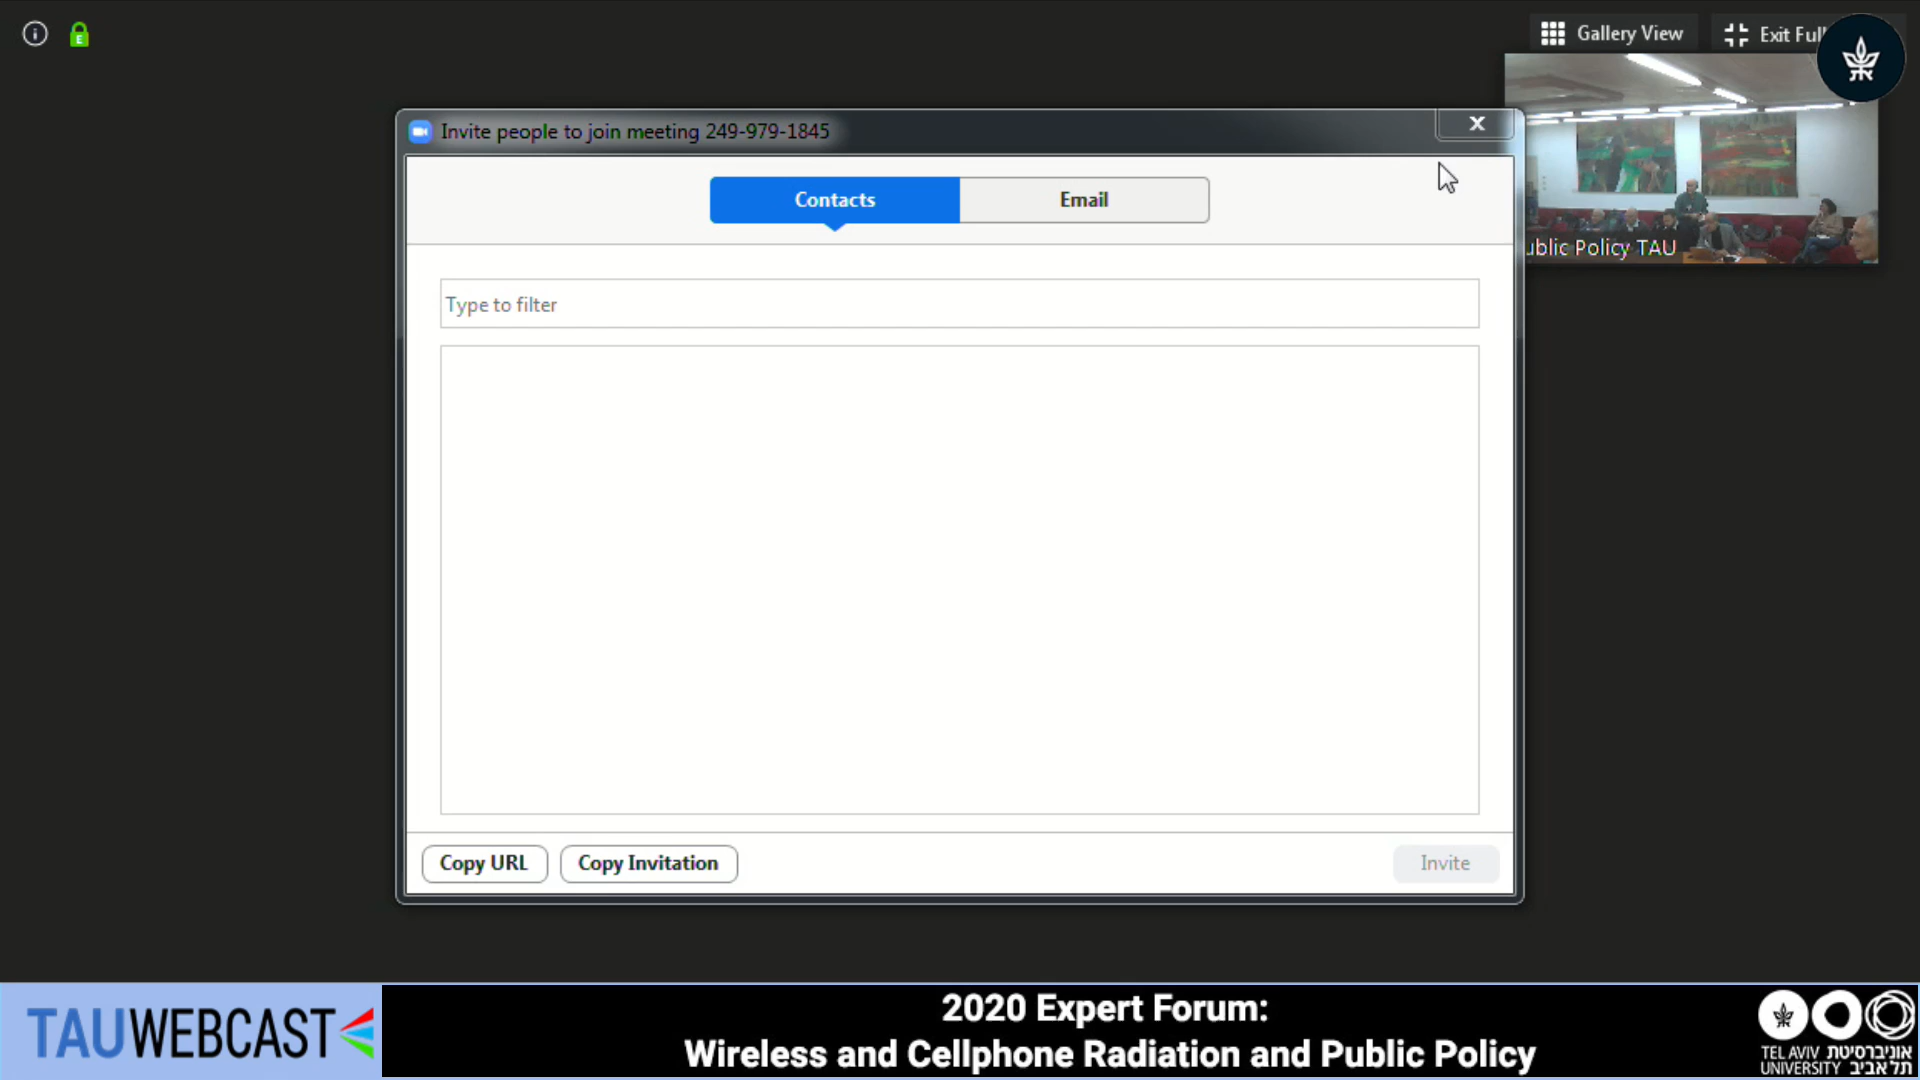 Gallery View
Exit Full
Invite people to join meeting 249-979-1845
Contacts
Email
ublic Policy TAU
Type to filter
Copy URL
Copy Invitation
Invite
TAUWEBCAST
2020 Expert Forum:
Wireless and Cellphone Radiation and Public Policy
TEL AVIV אוניברסיטת
UNIVERSITY תל אביב